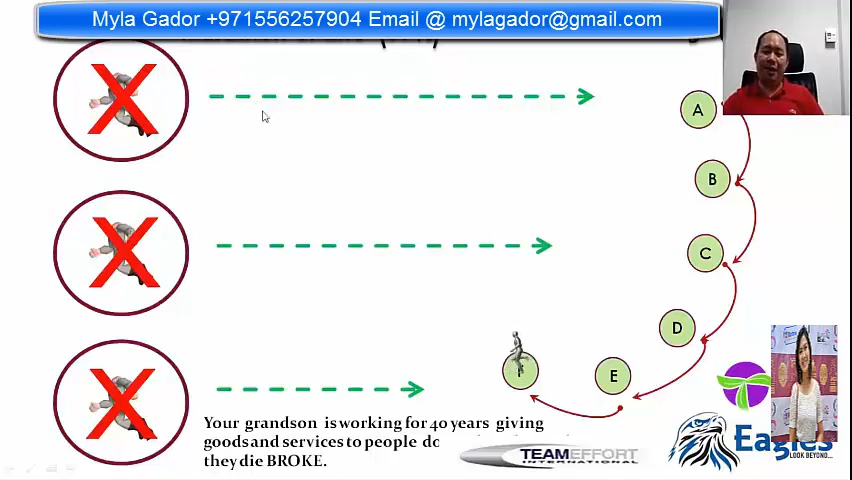 Myla Gador +971556257904 Email @ mylagador@gmail.com
A
B
C
D
E
Your grandson is working for 40 years giving
goods and services to people do
they die BROKE.
TEAMEFFORT
INTERNATIONAL
Eagles
LOOK BEYOND...